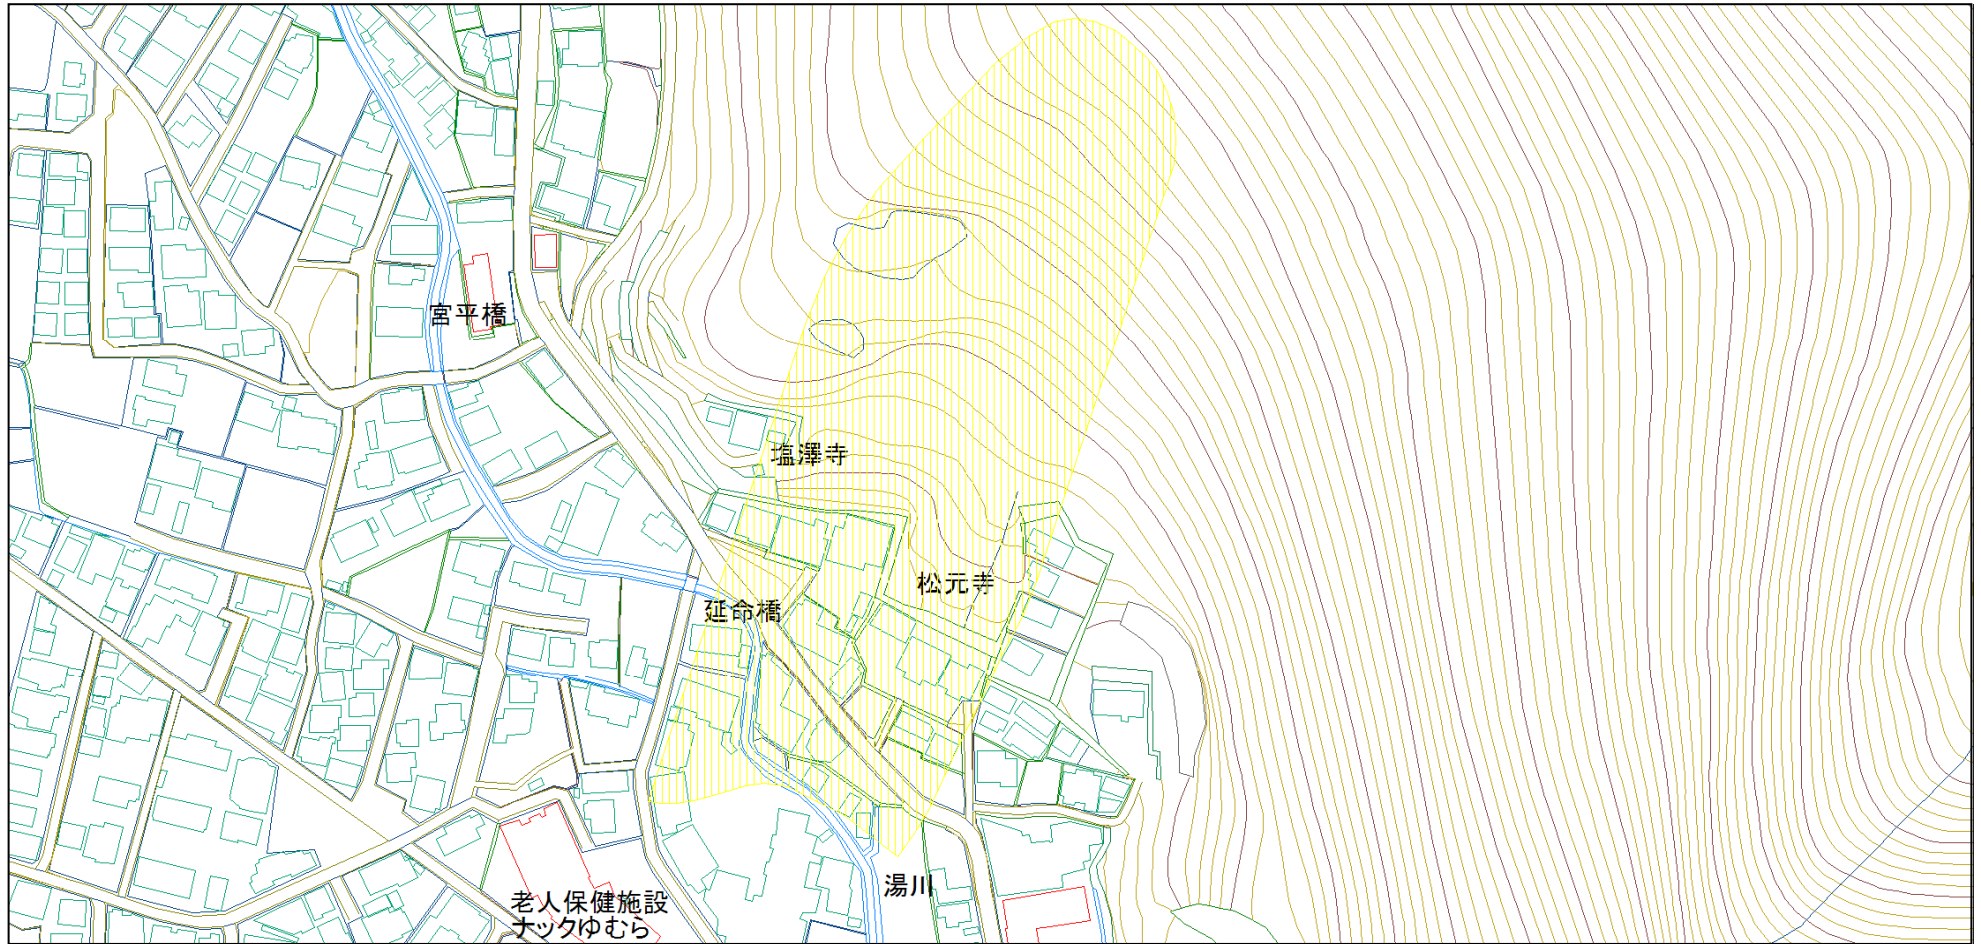 宮平橋
塩澤寺
松元寺
延命橋
湯川
老人保健施設
ナックゆむら